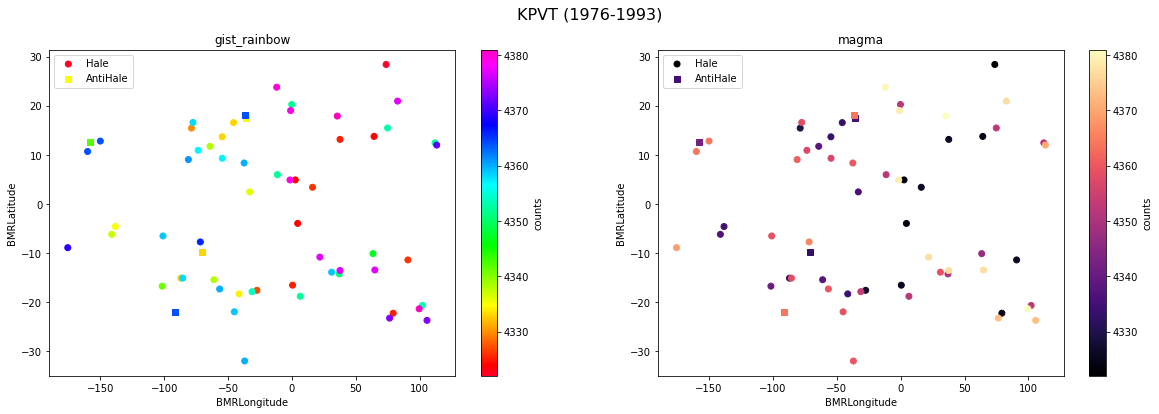 KPVT (1976-1993)
gist_rainbow
Hale
AntiHale
30
20
10
0
−10
−20
−30
BMRLatitude
−150
−100
−50
0
50
100
BMRLongitude
4380
4370
4360
4350
4340
4330
counts
magma
Hale
AntiHale
30
20
10
0
−10
−20
−30
BMRLatitude
−150
−100
−50
0
50
100
BMRLongitude
4380
4370
4360
4350
4340
4330
counts